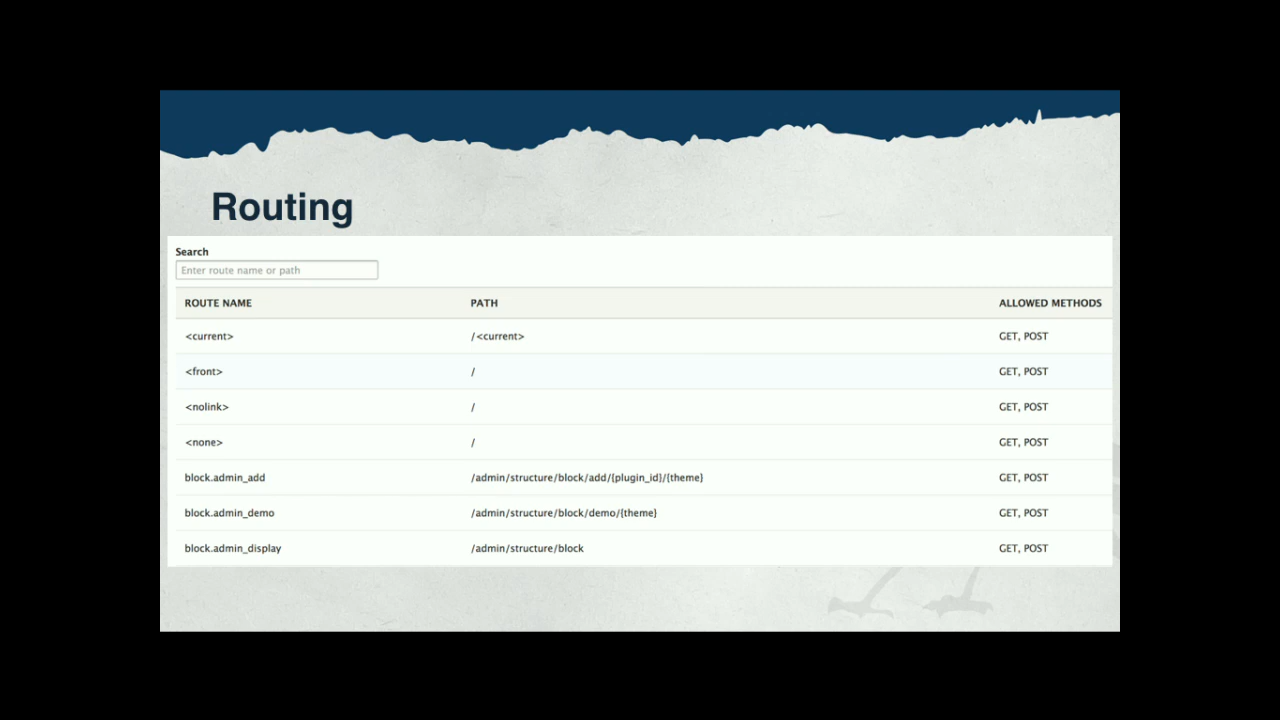 Routing
Search
Enter route name or path
ROUTE NAME PATH ALLOWED METHODS
<current> /<current> GET, POST
<front> / GET, POST
<nolink> / GET, POST
<none> / GET, POST
block.admin_add /admin/structure/block/add/{plugin_id}/{theme} GET, POST
block.admin_demo /admin/structure/block/demo/{theme} GET, POST
block.admin_display /admin/structure/block GET, POST